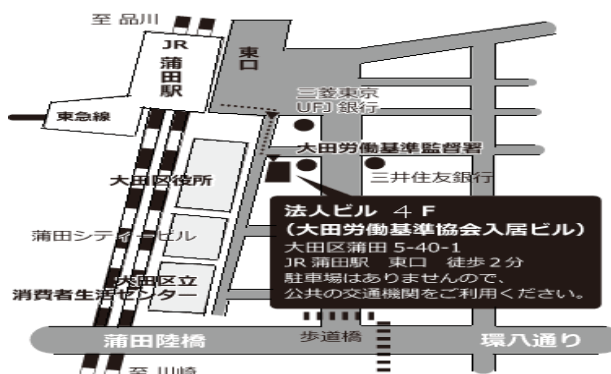 至 品川
JR
蒲田駅
東口
三菱東京
UFJ 銀行
東急線
大田労働基準監督署
大田区役所
三井住友銀行
法人ビル 4F
(大田労働基準協会入居ビル)
大田区蒲田 5-40-1
JR 蒲田駅 東口 徒歩2分
駐車場はありませんので、
公共の交通機関をご利用ください。
蒲田シティービル
大田区立
消費者生活センター
蒲田陸橋
歩道橋
環八通り
至 川崎